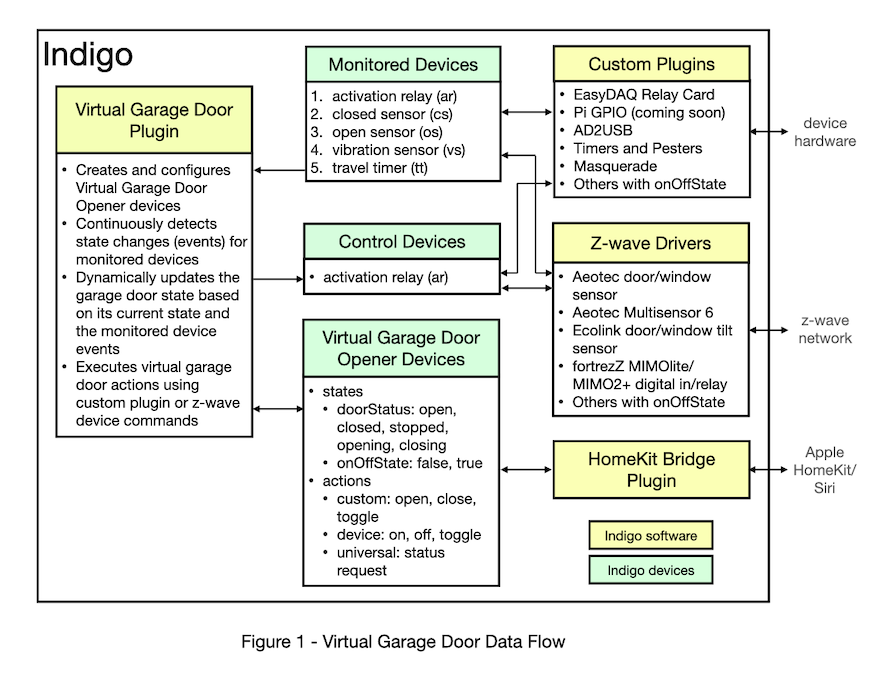 Indigo
Virtual Garage Door
Plugin
• Creates and configures
Virtual Garage Door
Opener devices
• Continuously detects
state changes (events) for
monitored devices
• Dynamically updates the
garage door state based
on its current state and
the monitored device
events
• Executes virtual garage
door actions using
custom plugin or z-wave
device commands
Monitored Devices
1. activation relay (ar)
2. closed sensor (cs)
3. open sensor (os)
4. vibration sensor (vs)
5. travel timer (tt)
Control Devices
• activation relay (ar)
Virtual Garage Door
Opener Devices
• states
• doorStatus: open,
closed, stopped,
opening, closing
• onOffState: false, true
• actions
• custom: open, close,
toggle
• device: on, off, toggle
• universal: status
request
Custom Plugins
• EasyDAQ Relay Card
• Pi GPIO (coming soon)
• AD2USB
• Timers and Pesters
• Masquerade
• Others with onOffState
device
hardware
Z-wave Drivers
• Aeotec door/window
sensor
• Aeotec Multisensor 6
• Ecolink door/window tilt
sensor
• fortrezZ MIMOlite/
MIMO2+ digital in/relay
• Others with onOffState
z-wave
network
HomeKit Bridge
Plugin
Apple
HomeKit/
Siri
Indigo software
Indigo devices
Figure 1 - Virtual Garage Door Data Flow